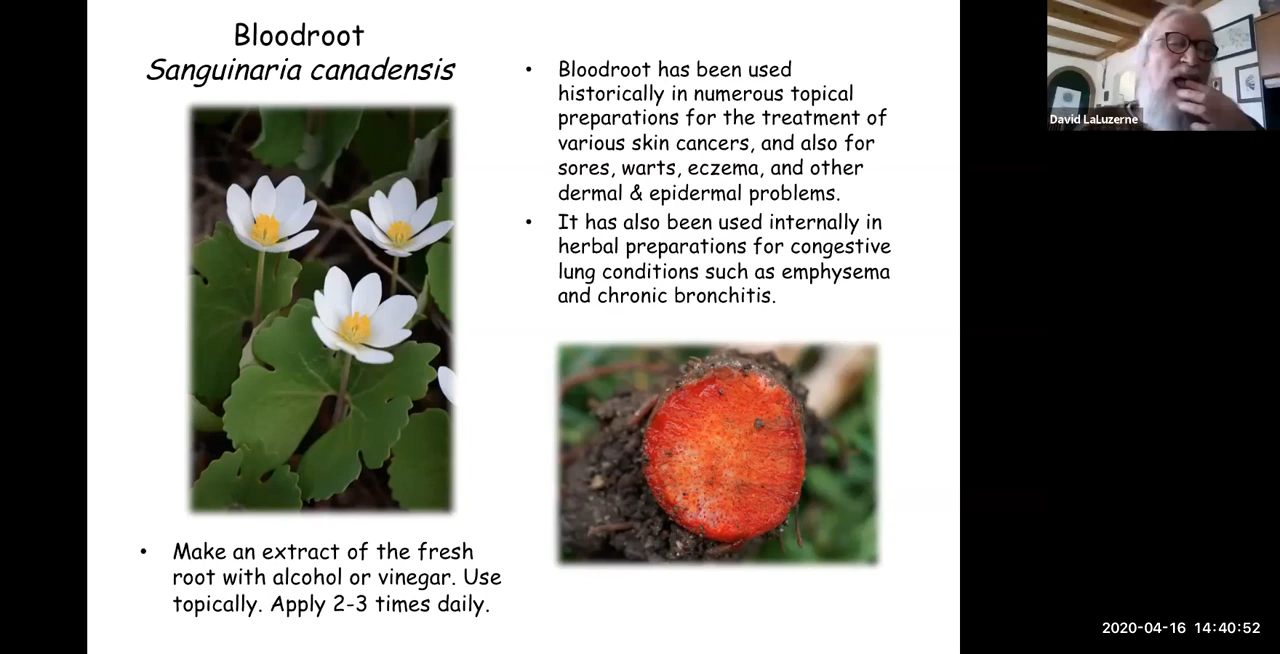 Bloodroot
Sanguinaria canadensis
• Bloodroot has been used
historically in numerous topical
preparations for the treatment of
various skin cancers, and also for
sores, warts, eczema, and other
dermal & epidermal problems.
• It has also been used internally in
herbal preparations for congestive
lung conditions such as emphysema
and chronic bronchitis.
• Make an extract of the fresh
root with alcohol or vinegar. Use
topically. Apply 2-3 times daily.
David LaLuzerne
2020-04-16 14:40:52